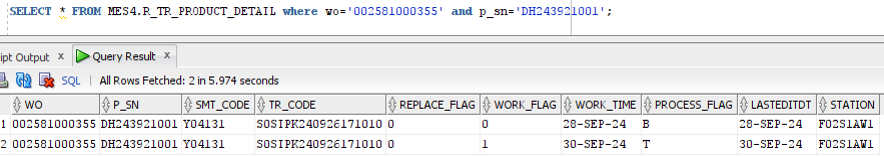 SELECT * FROM MES4.R_TR_PRODUCT_DETAIL where wo='002581000355' and p_sn='DH243921001';
ipt Output x Query Result x
SQL | All Rows Fetched: 2 in 5.974 seconds
WO P_SN SMT_CODE TR_CODE REPLACE_FLAG WORK_FLAG WORK_TIME PROCESS_FLAG LASTEDITDT STATION
1 002581000355 DH243921001 Y04131 S0SIPK240926171010 0 0 28-SEP-24 B 28-SEP-24 F02S1AW1
2 002581000355 DH243921001 Y04131 S0SIPK240926171010 0 1 30-SEP-24 T 30-SEP-24 F02S1AW1